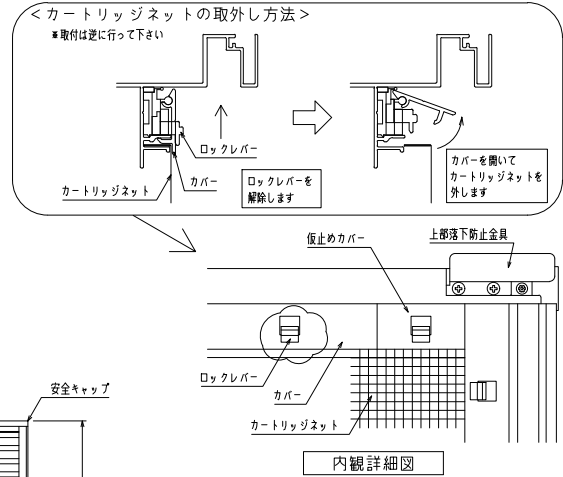 ＜カートリッジネットの取外し方法＞
※取付は逆に行って下さい
ロックレバー
カートリッジネット
カバー
ロックレバーを
解除します
カバーを開いて
カートリッジネットを
外します
仮止めカバー
上部落下防止金具
ロックレバー
カバー
カートリッジネット
安全キャップ
内観詳細図